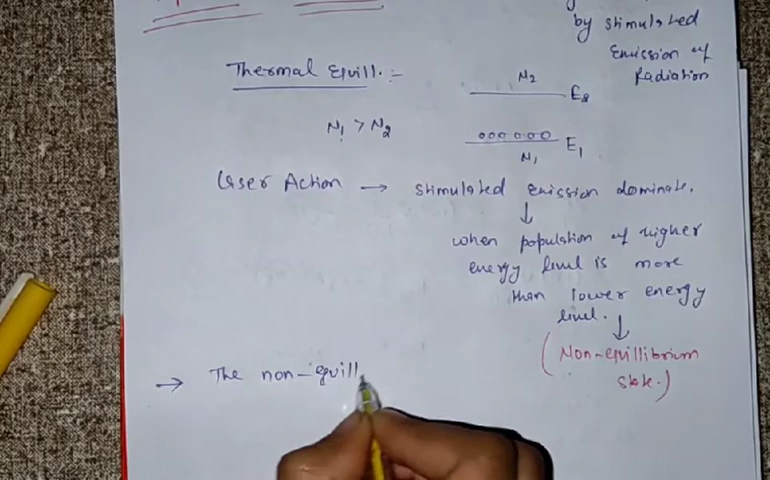 by stimulated
Emission of
Radiation
Thermal Equill. :-
N2
E2
N1 > N2
000000
N1
E1
Laser Action → stimulated emission dominate.
↓
when population of higher
energy level is more
than lower energy
level.
↓
(Non-equillibrium
state.)
→ The non-equill